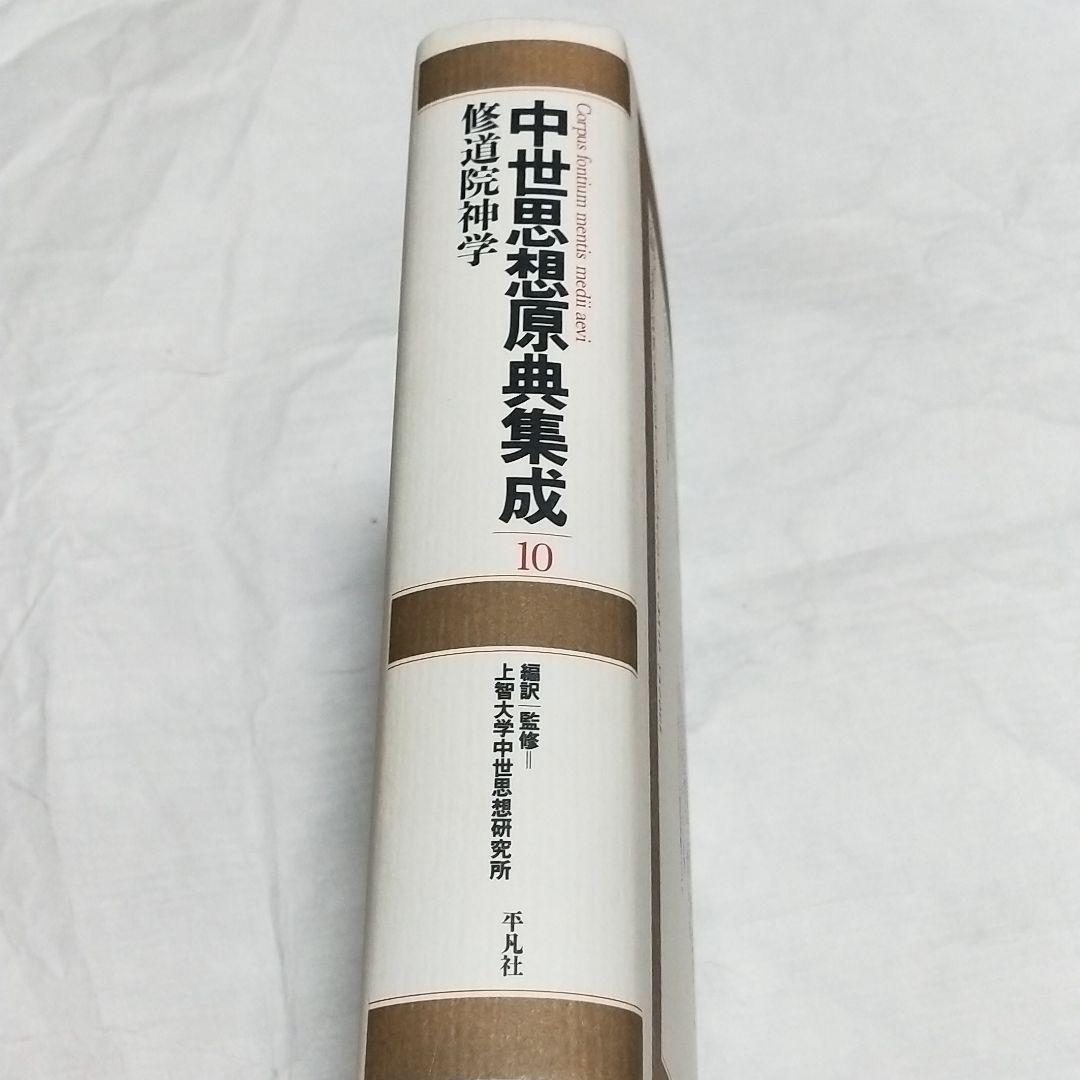 Corpus fontium mentis medii aevi
中世思想原典集成
修道院神学
10
編訳/監修=
上智大学中世思想研究所
平凡社